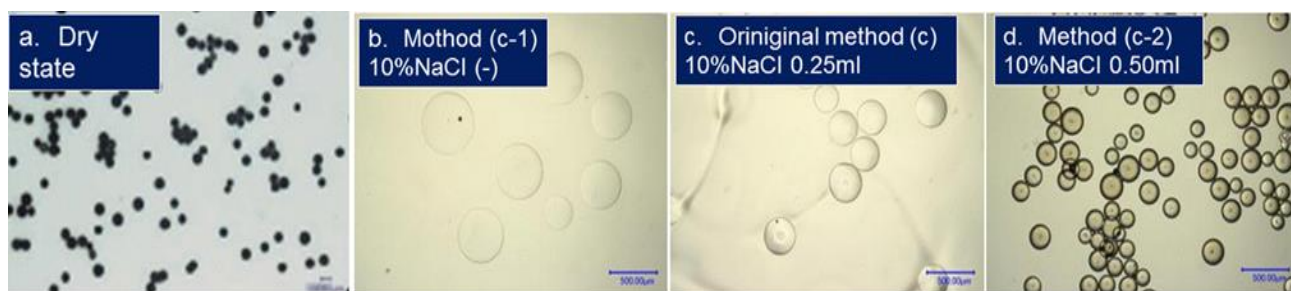 a. Dry
state
b. Mothod (c-1)
10%NaCl (-)
c. Oriniginal method (c)
10%NaCl 0.25ml
d. Method (c-2)
10%NaCl 0.50ml
500.00μm
500.00μm
500.00μm